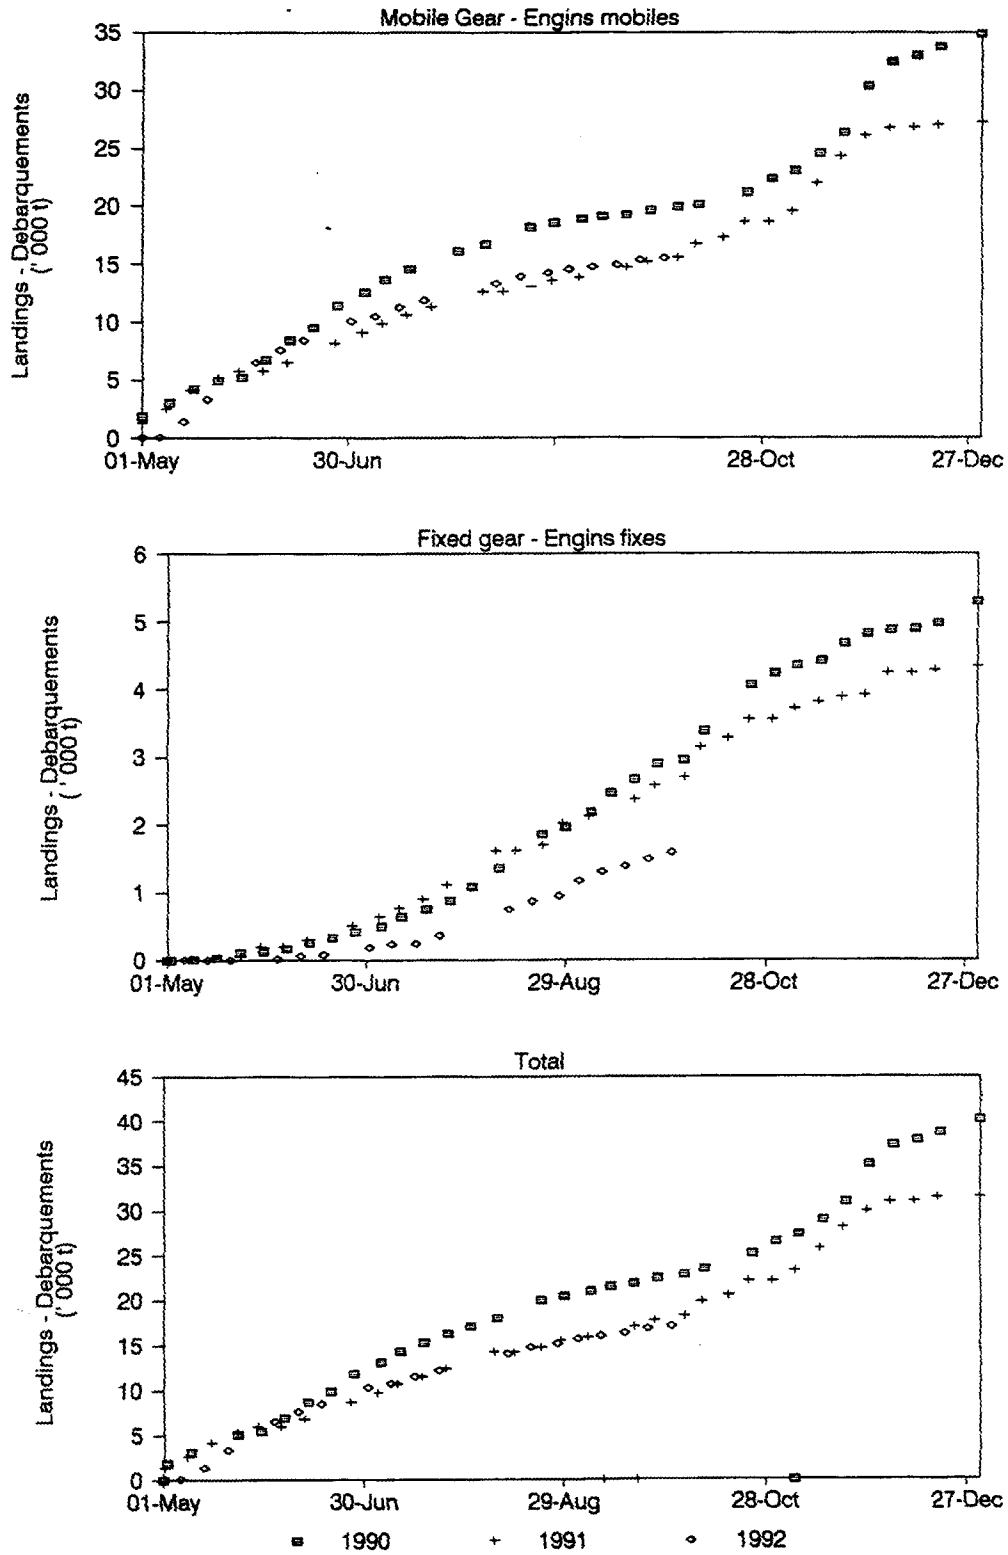 Mobile Gear - Engins mobiles
Landings - Debarquements
(' 000 t)
35
30
25
20
15
10
5
0
01-May
30-Jun
28-Oct
27-Dec
Fixed gear - Engins fixes
Landings - Debarquements
(' 000 t)
6
5
4
3
2
1
0
01-May
30-Jun
29-Aug
28-Oct
27-Dec
Total
Landings - Debarquements
(' 000 t)
45
40
35
30
25
20
15
10
5
0
01-May
30-Jun
29-Aug
28-Oct
27-Dec
1990
1991
1992